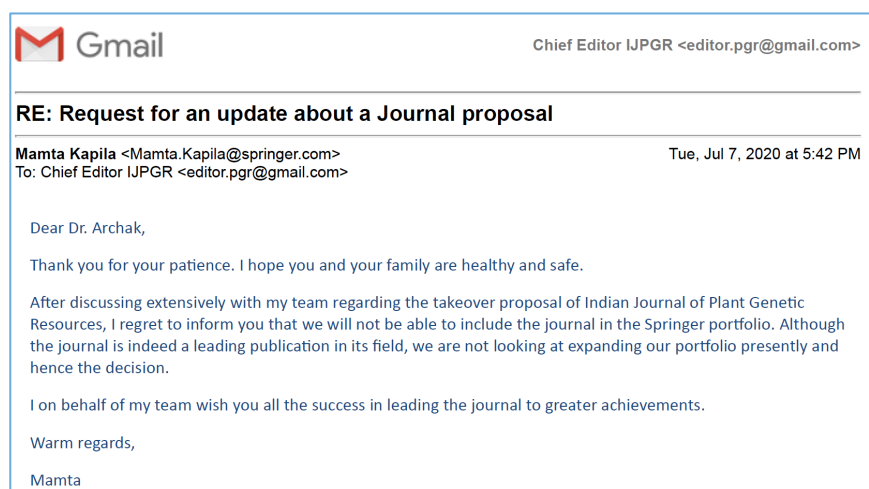 Gmail
Chief Editor IJPGR <editor.pgr@gmail.com>
RE: Request for an update about a Journal proposal
Mamta Kapila <Mamta.Kapila@springer.com>
Tue, Jul 7, 2020 at 5:42 PM
To: Chief Editor IJPGR <editor.pgr@gmail.com>
Dear Dr. Archak,
Thank you for your patience. I hope you and your family are healthy and safe.
After discussing extensively with my team regarding the takeover proposal of Indian Journal of Plant Genetic
Resources, I regret to inform you that we will not be able to include the journal in the Springer portfolio. Although
the journal is indeed a leading publication in its field, we are not looking at expanding our portfolio presently and
hence the decision.
I on behalf of my team wish you all the success in leading the journal to greater achievements.
Warm regards,
Mamta